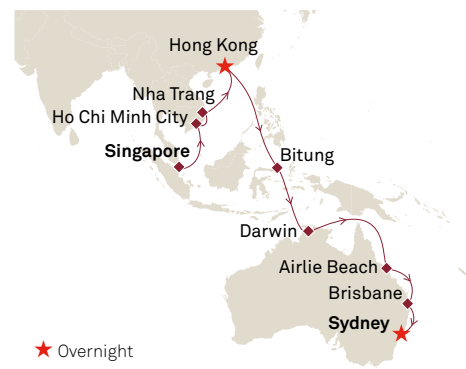 Hong Kong
Nha Trang
Ho Chi Minh City
Singapore
Bitung
Darwin
Airlie Beach
Brisbane
Sydney
Overnight